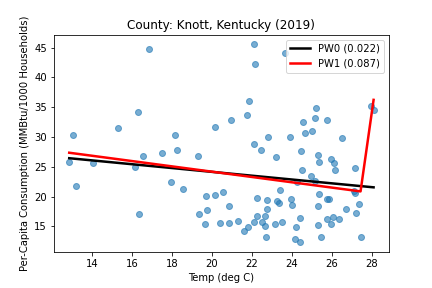 County: Knott, Kentucky (2019)
PW0 (0.022)
PW1 (0.087)
Per-Capita Consumption (MMBtu/1000 Households)
45
40
35
30
25
20
15
14 16 18 20 22 24 26 28
Temp (deg C)